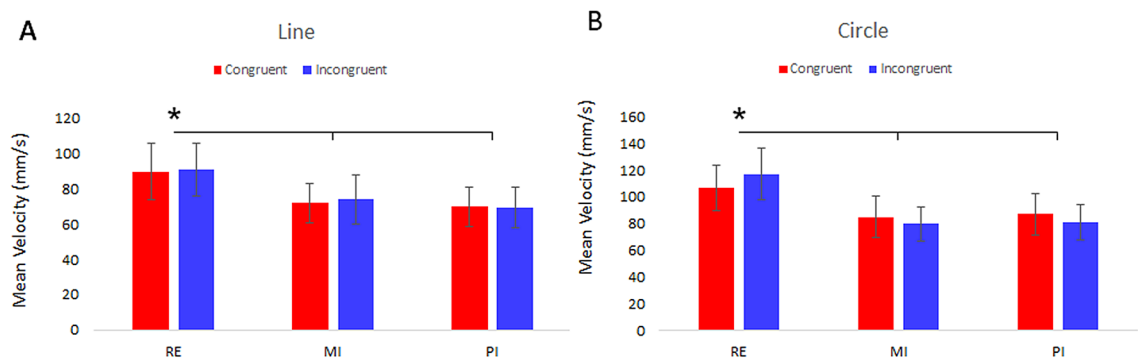 A
Line
Congruent Incongruent
Mean Velocity (mm/s)
120
100
80
60
40
20
0
RE MI PI
*
B
Circle
Congruent Incongruent
Mean Velocity (mm/s)
160
140
120
100
80
60
40
20
0
RE MI PI
*